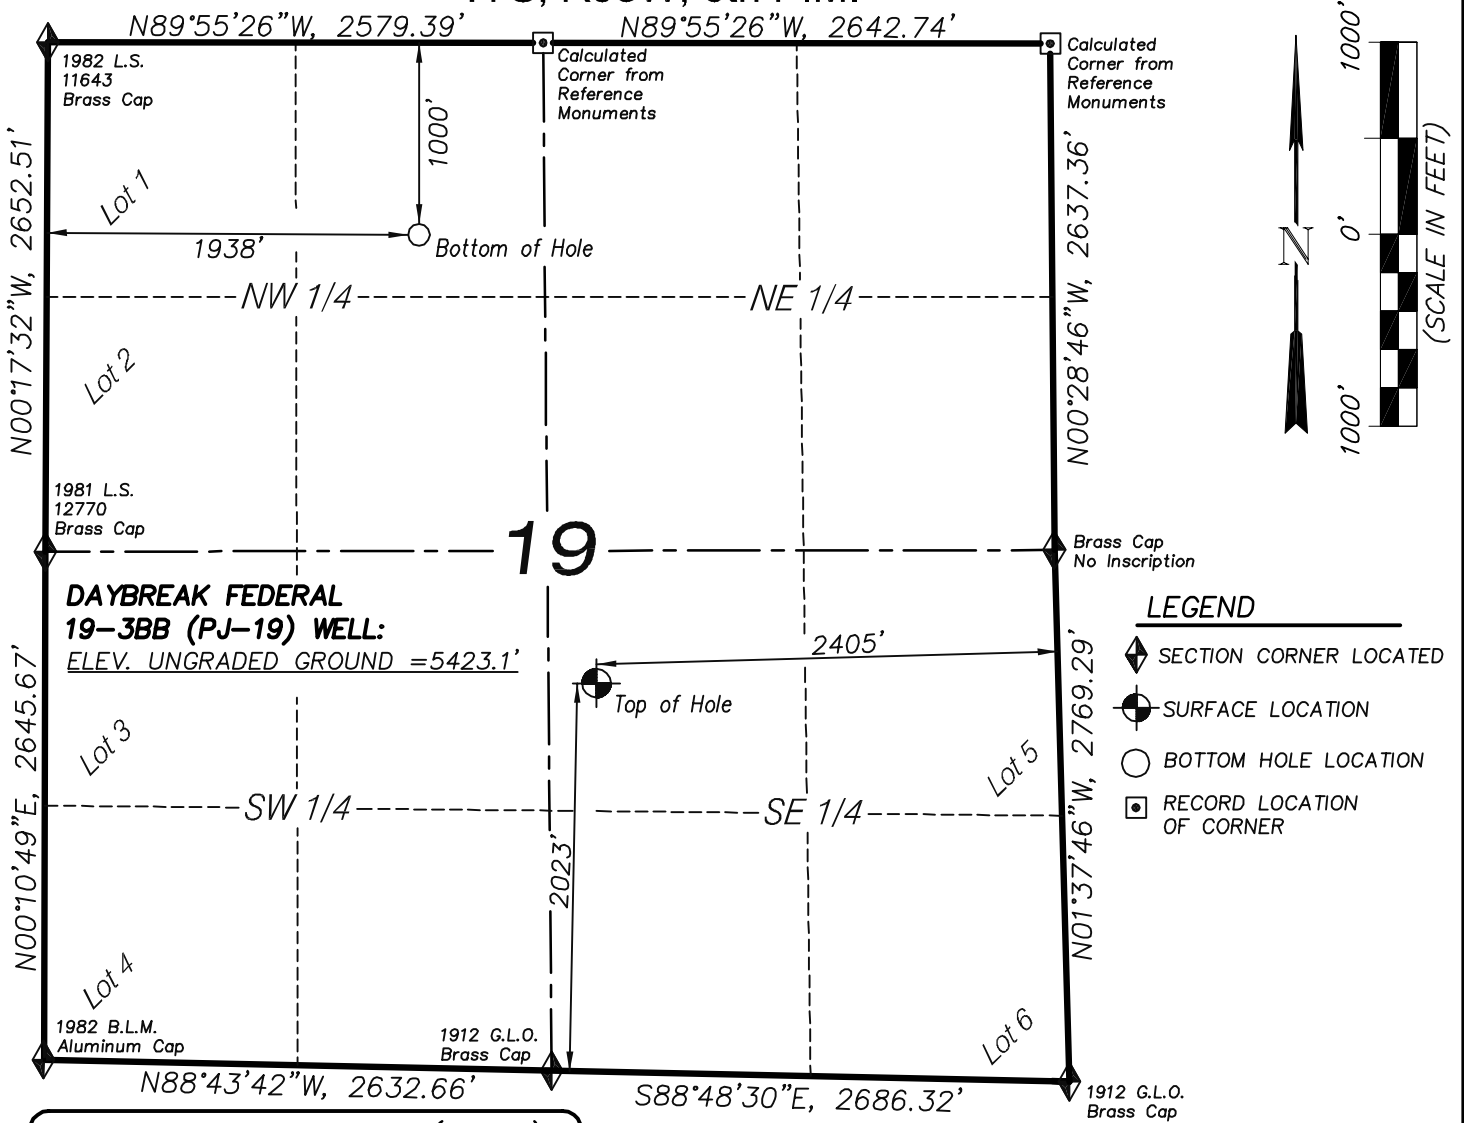 N89°55'26"W, 2579.39'
N89°55'26"W, 2642.74'
1982 L.S.
11643
Brass Cap
Calculated
Corner from
Reference
Monuments
Calculated
Corner from
Reference
Monuments
1000'
N00°17'32"W, 2652.51'
Lot 1
1938'
Bottom of Hole
N00°28'46"W, 2637.36'
N
1000'
0'
1000'
(SCALE IN FEET)
NW 1/4
NE 1/4
Lot 2
1981 L.S.
12770
Brass Cap
19
Brass Cap
No Inscription
DAYBREAK FEDERAL
19-3BB (PJ-19) WELL:
ELEV. UNGRADED GROUND =5423.1'
2405'
Top of Hole
LEGEND
SECTION CORNER LOCATED
SURFACE LOCATION
BOTTOM HOLE LOCATION
RECORD LOCATION
OF CORNER
N00°10'49"E, 2645.67'
Lot 3
Lot 5
N01°37'46"W, 2769.29'
SW 1/4
SE 1/4
2023'
Lot 4
Lot 6
1982 B.L.M.
Aluminum Cap
1912 G.L.O.
Brass Cap
N88°43'42"W, 2632.66'
S88°48'30"E, 2686.32'
1912 G.L.O.
Brass Cap